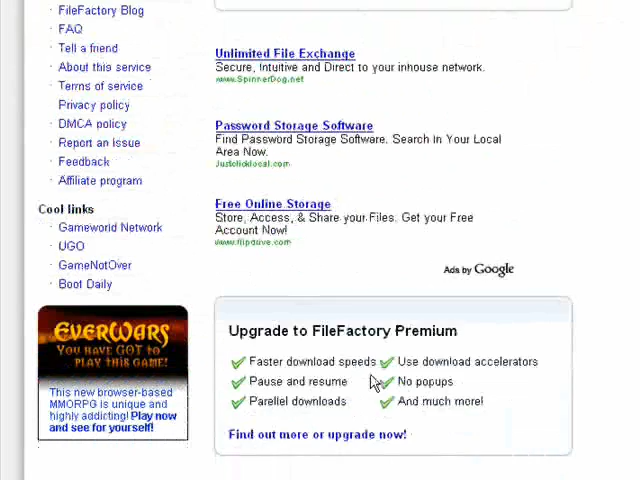 FileFactory Blog
FAQ
Tell a friend
About this service
Terms of service
Privacy policy
DMCA policy
Report an Issue
Feedback
Affiliate program
Cool links
Gameworld Network
UGO
GameNotOver
Boot Daily
EVERWARS
YOU HAVE GOT TO
PLAY THIS GAME!
This new browser-based
MMORPG is unique and
highly addicting! Play now
and see for yourself!
Unlimited File Exchange
Secure, Intuitive and Direct to your inhouse network.
www.SpinnerDog.net
Password Storage Software
Find Password Storage Software. Search In Your Local
Area Now.
Justclicklocal.com
Free Online Storage
Store, Access, & Share your Files. Get your Free
Account Now!
www.flipdrive.com
Ads by Google
Upgrade to FileFactory Premium
Faster download speeds Use download accelerators
Pause and resume No popups
Parellel downloads And much more!
Find out more or upgrade now!